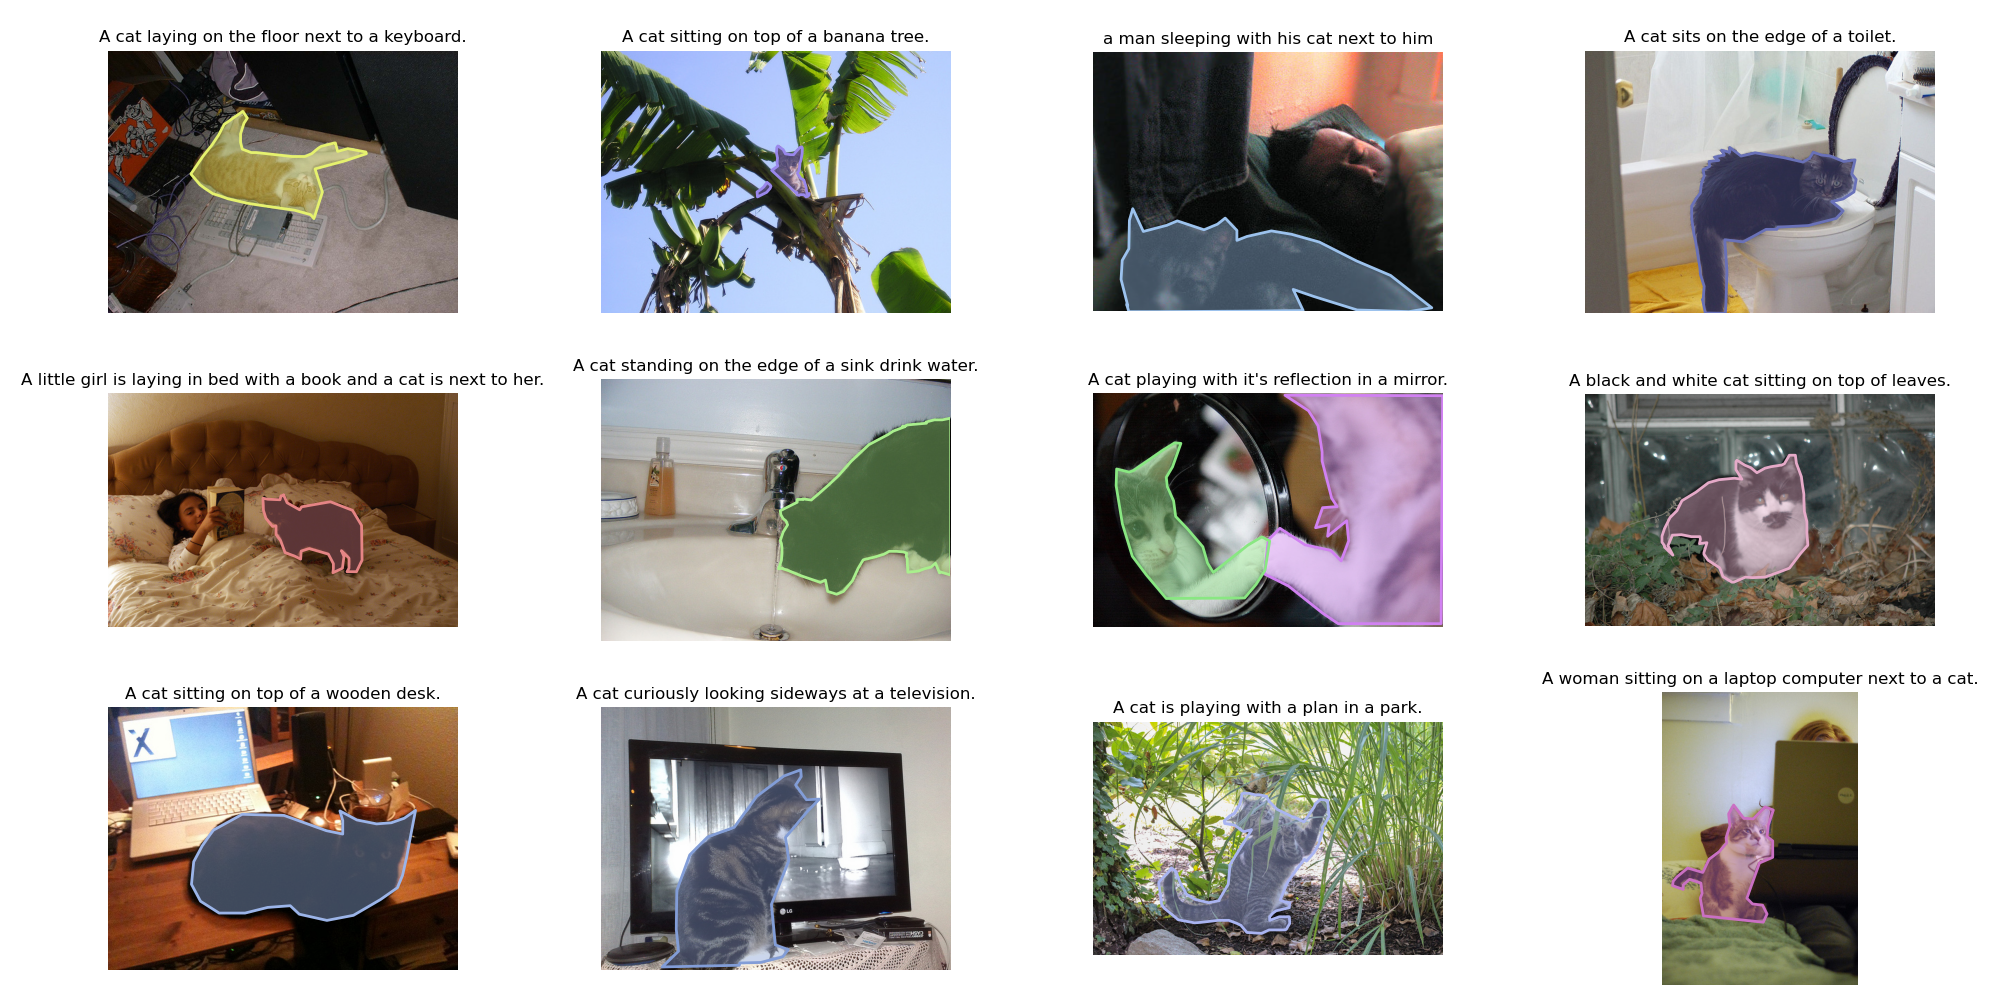 A cat laying on the floor next to a keyboard.
A cat sitting on top of a banana tree.
a man sleeping with his cat next to him
A cat sits on the edge of a toilet.
A little girl is laying in bed with a book and a cat is next to her.
A cat standing on the edge of a sink drink water.
A cat playing with it's reflection in a mirror.
A black and white cat sitting on top of leaves.
A cat sitting on top of a wooden desk.
A cat curiously looking sideways at a television.
A cat is playing with a plan in a park.
A woman sitting on a laptop computer next to a cat.
X
LG